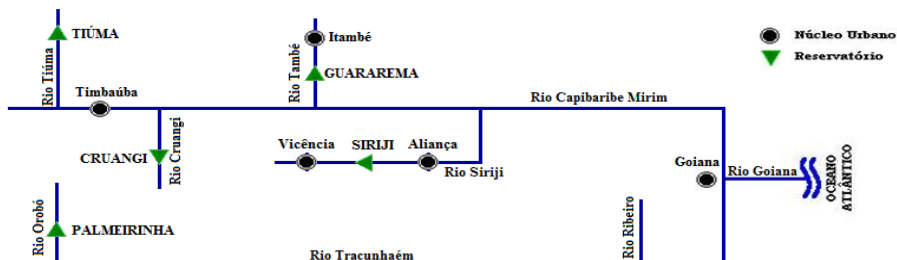 TIÚMA
Rio Tiúma
Timbaúba
CRUANGI
Rio Cruangi
Itambé
Rio També
GUARAREMA
Núcleo Urbano
Reservatório
Rio Capibaribe Mirim
Vicência
SIRIJI
Aliança
Rio Siriji
Goiana
Rio Goiana
OCEANO
ATLÂNTICO
Rio Orobó
PALMEIRINHA
Rio Tracunhaém
Rio Ribeiro